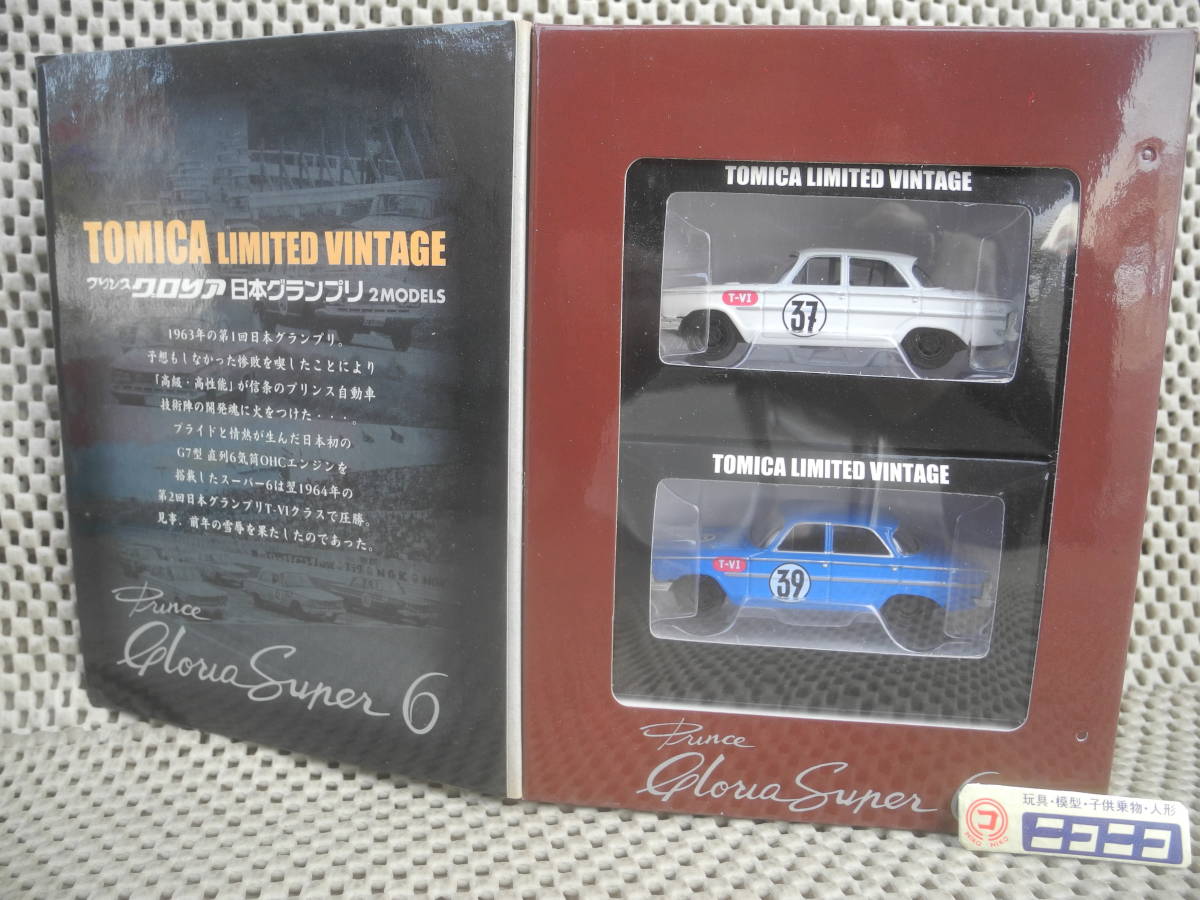 TOMICA LIMITED VINTAGE
プリンス グロリア 日本グランプリ 2MODELS
1963年の第1回日本グランプリ。
予想もしなかった惨敗を喫したことにより
「高級・高性能」が信条のプリンス自動車
技術陣の開発魂に火をつけた・・・。
プライドと情熱が生んだ日本初の
G7型 直列6気筒OHCエンジンを
搭載したスーパー6は翌1964年の
第2回日本グランプリT-VIクラスで圧勝。
見事、前年の雪辱を果たしたのであった。
Prince
Gloria Super 6
TOMICA LIMITED VINTAGE
T-VI
37
TOMICA LIMITED VINTAGE
T-VI
39
Prince
Gloria Super 6
玩具・模型・子供乗物・人形
コ
NIKO NIKO
ニコニコ